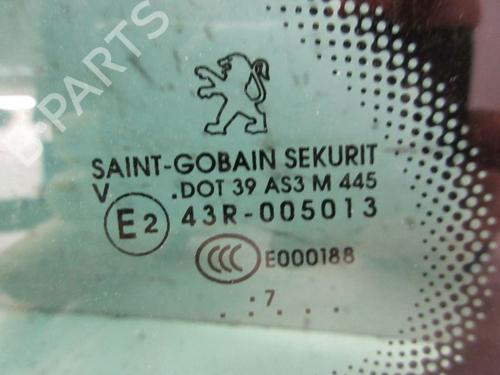 B-PARTS
SAINT-GOBAIN SEKURIT
V .DOT 39 AS3 M 445
E2 43R-005013
CCC E000188
..:7....